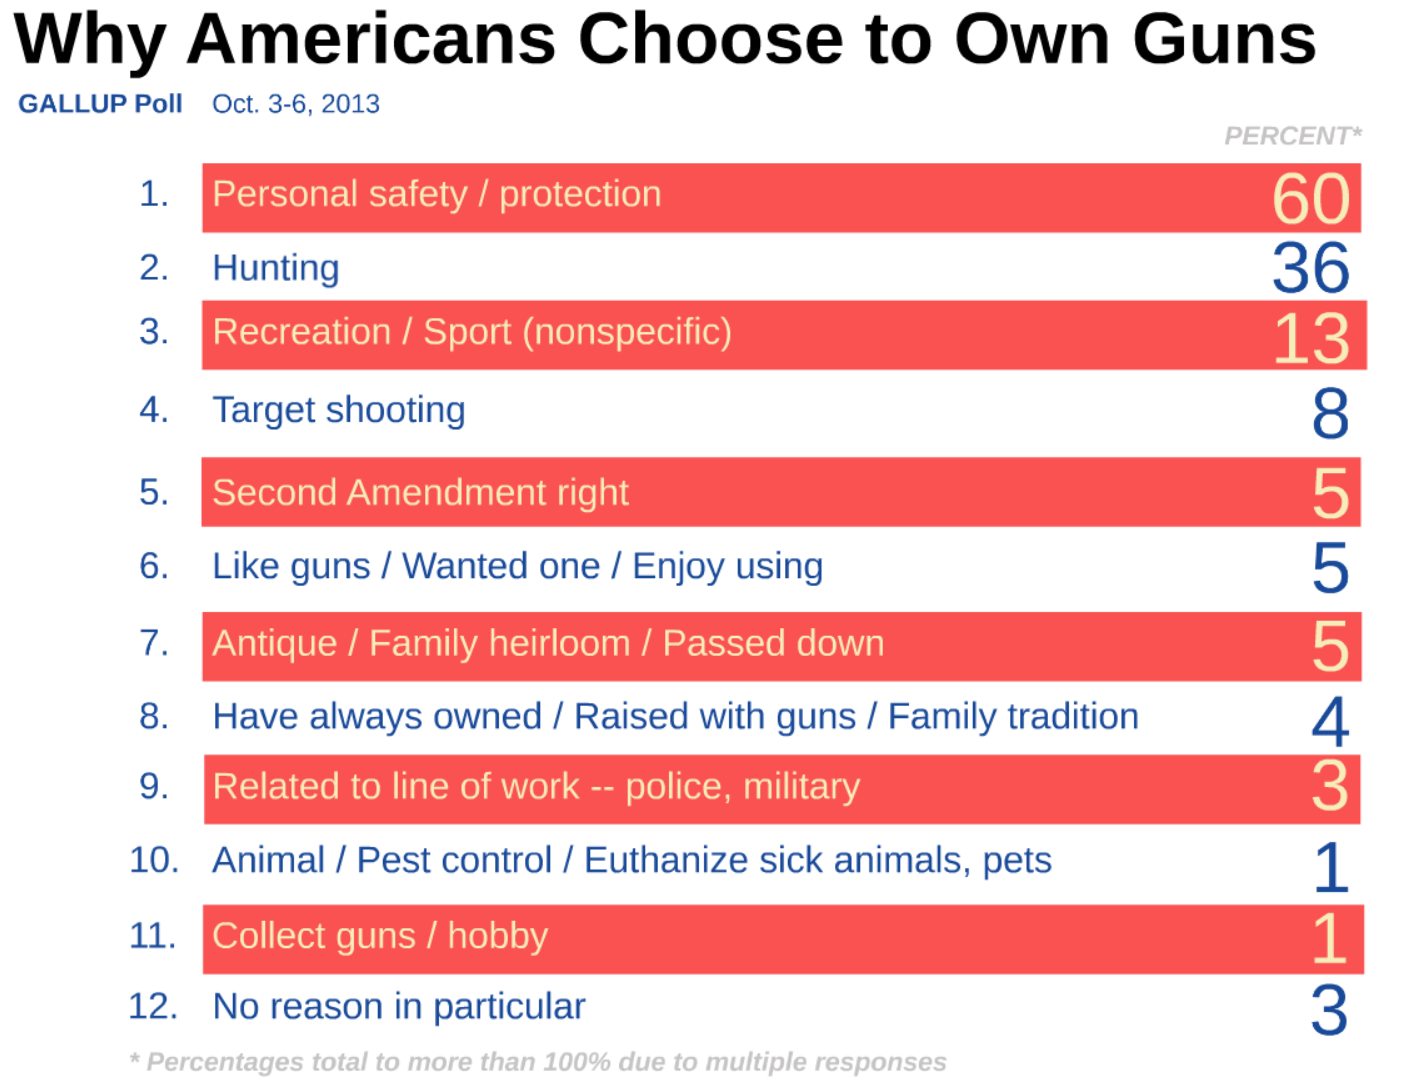 Why Americans Choose to Own Guns
GALLUP Poll Oct. 3-6, 2013
PERCENT*
1. Personal safety / protection 60
2. Hunting 36
3. Recreation / Sport (nonspecific) 13
4. Target shooting 8
5. Second Amendment right 5
6. Like guns / Wanted one / Enjoy using 5
7. Antique / Family heirloom / Passed down 5
8. Have always owned / Raised with guns / Family tradition 4
9. Related to line of work -- police, military 3
10. Animal / Pest control / Euthanize sick animals, pets 1
11. Collect guns / hobby 1
12. No reason in particular 3
* Percentages total to more than 100% due to multiple responses